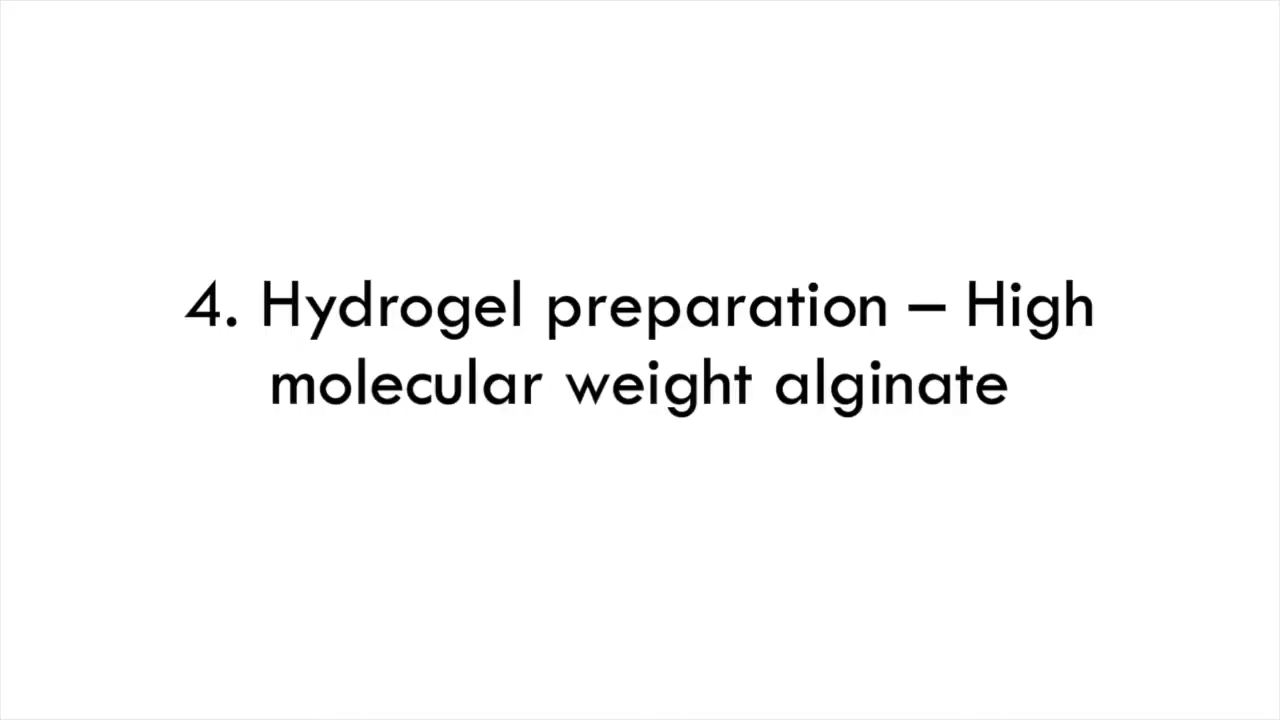 4. Hydrogel preparation – High
molecular weight alginate